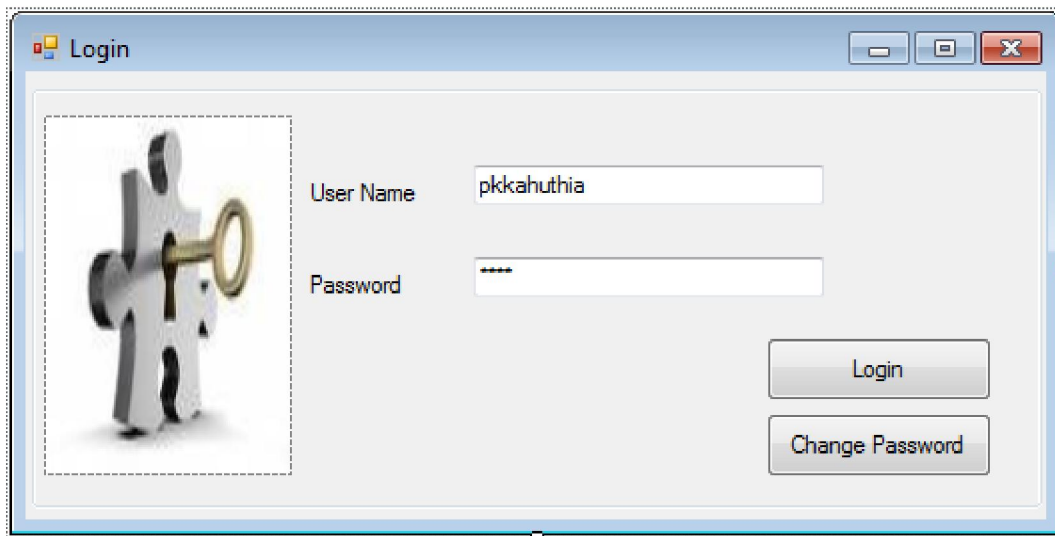 Login
User Name
pkkahuthia
Password
****
Login
Change Password